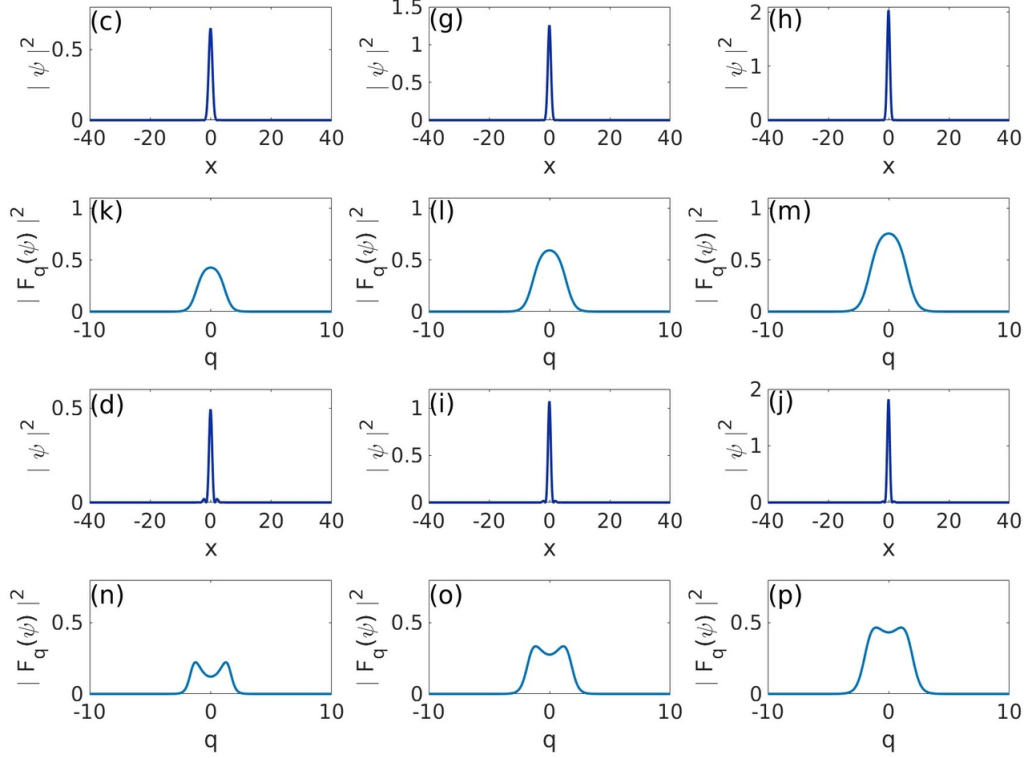 (c) (g) (h)
| ψ |² | ψ |² | ψ |²
0.5 0 1.5 1 0.5 0 2 1 0
-40 -20 0 20 40 -40 -20 0 20 40 -40 -20 0 20 40
x x x
(k) (l) (m)
| F_q(ψ) |² | F_q(ψ) |² | F_q(ψ) |²
1 0.5 0 1 0.5 0 1 0.5 0
-10 0 10 -10 0 10 -10 0 10
q q q
(d) (i) (j)
| ψ |² | ψ |² | ψ |²
0.5 0 1 0.5 0 2 1 0
-40 -20 0 20 40 -40 -20 0 20 40 -40 -20 0 20 40
x x x
(n) (o) (p)
| F_q(ψ) |² | F_q(ψ) |² | F_q(ψ) |²
0.5 0 0.5 0 0.5 0
-10 0 10 -10 0 10 -10 0 10
q q q